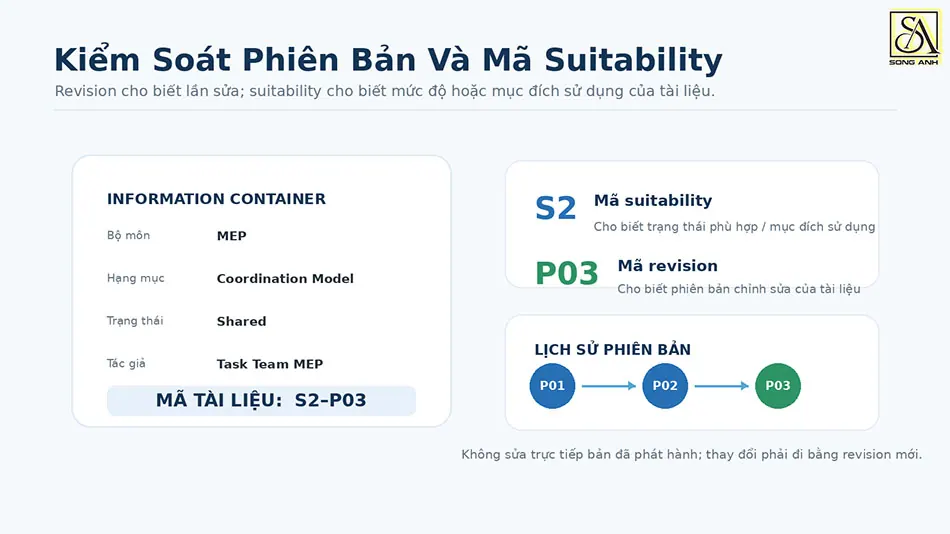 SA
SONG ANH
Kiểm Soát Phiên Bản Và Mã Suitability
Revision cho biết lần sửa; suitability cho biết mức độ hoặc mục đích sử dụng của tài liệu.
INFORMATION CONTAINER
Bộ môn MEP
Hạng mục Coordination Model
Trạng thái Shared
Tác giả Task Team MEP
MÃ TÀI LIỆU: S2–P03
S2 Mã suitability
Cho biết trạng thái phù hợp / mục đích sử dụng
P03 Mã revision
Cho biết phiên bản chỉnh sửa của tài liệu
LỊCH SỬ PHIÊN BẢN
P01 P02 P03
Không sửa trực tiếp bản đã phát hành; thay đổi phải đi bằng revision mới.